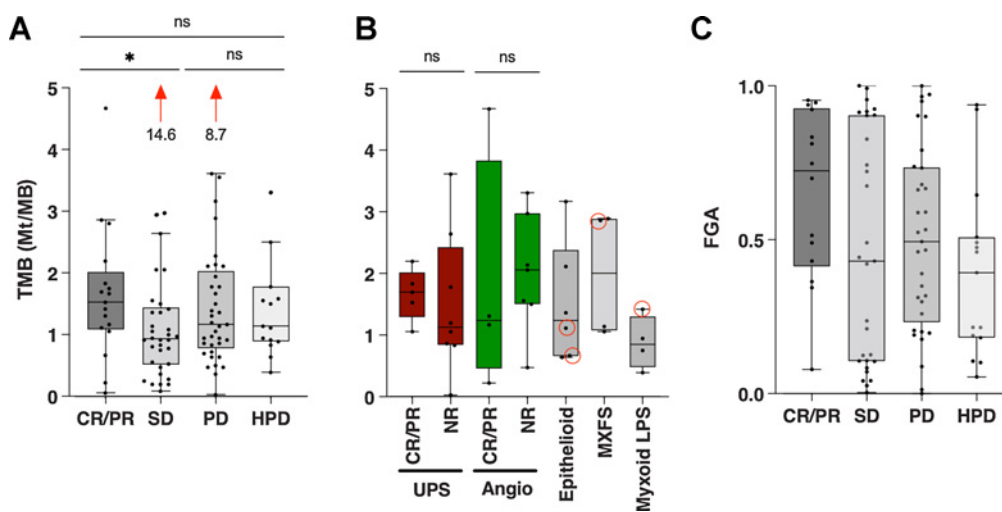 A
ns
* ns
TMB (Mt/MB)
5
4
3
2
1
0
14.6 8.7
CR/PR SD PD HPD
B
ns ns
5
4
3
2
1
0
CR/PR NR CR/PR NR Epithelioid MXFS Myxoid LPS
UPS Angio
C
FGA
1.0
0.5
0.0
CR/PR SD PD HPD